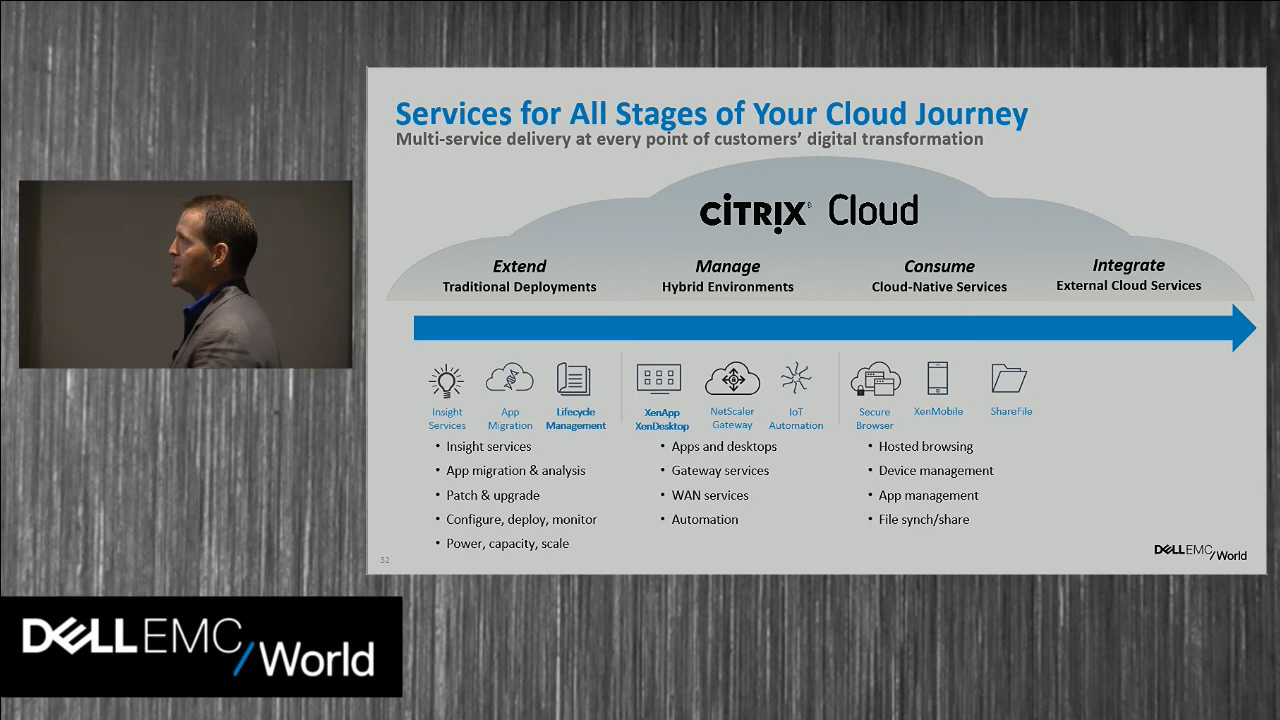 Services for All Stages of Your Cloud Journey
Multi-service delivery at every point of customers' digital transformation
CİTRIX® Cloud
Extend
Traditional Deployments
Manage
Hybrid Environments
Consume
Cloud-Native Services
Integrate
External Cloud Services
Insight
Services
App
Migration
Lifecycle
Management
XenApp
XenDesktop
NetScaler
Gateway
IoT
Automation
Secure
Browser
XenMobile
ShareFile
• Insight services
• App migration & analysis
• Patch & upgrade
• Configure, deploy, monitor
• Power, capacity, scale
• Apps and desktops
• Gateway services
• WAN services
• Automation
• Hosted browsing
• Device management
• App management
• File synch/share
32
DELLEMC/World
DELLEMC/World